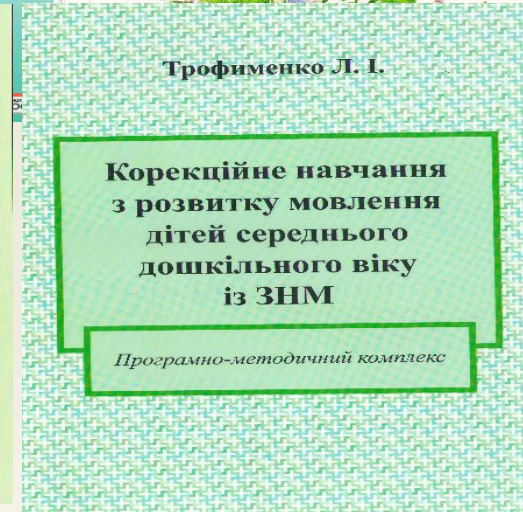 Трофименко Л. І.
Корекційне навчання
з розвитку мовлення
дітей середнього
дошкільного віку
із ЗНМ
Програмно-методичний комплекс